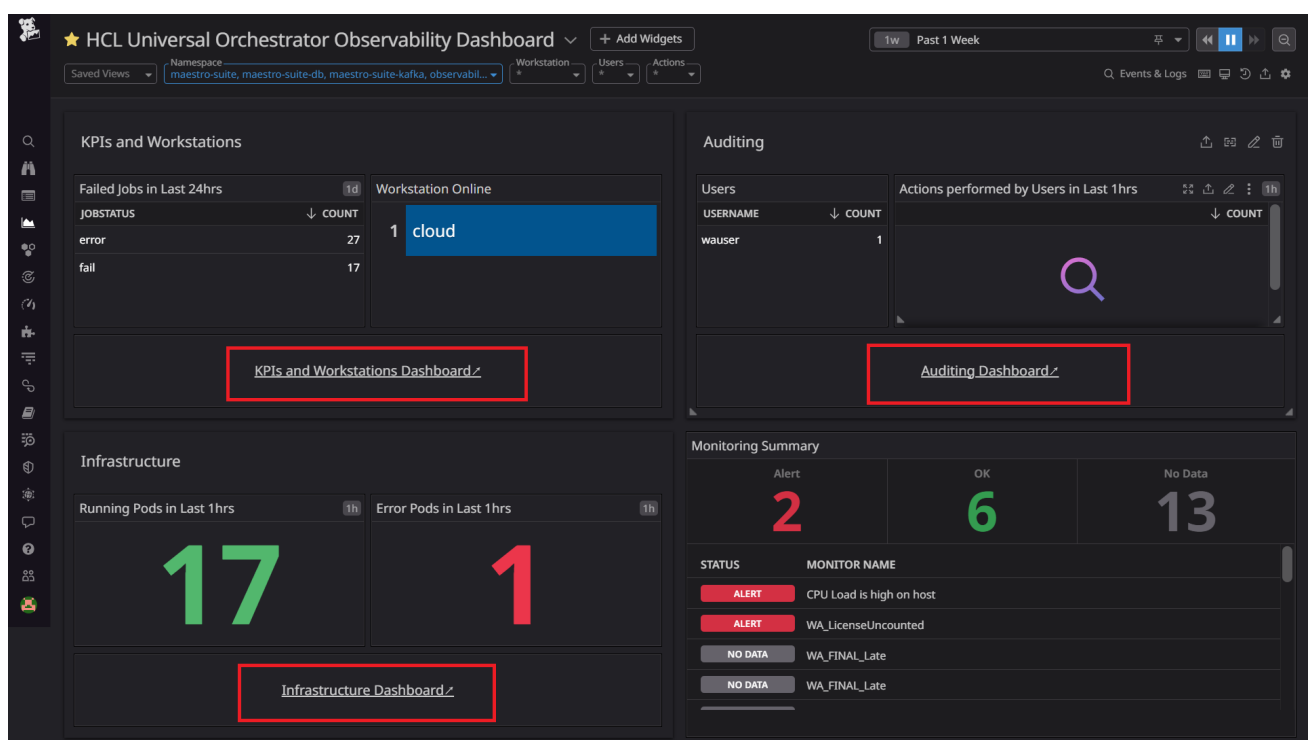 HCL Universal Orchestrator Observability Dashboard
+ Add Widgets
1w Past 1 Week
Saved Views
Namespace
maestro-suite, maestro-suite-db, maestro-suite-kafka, observabil...
Workstation
*
Users
*
Actions
*
Events & Logs
KPIs and Workstations
Failed Jobs in Last 24hrs 1d
JOBSTATUS ↓ COUNT
error 27
fail 17
Workstation Online
1 cloud
KPIs and Workstations Dashboard↗
Auditing
Users
USERNAME ↓ COUNT
wauser 1
Actions performed by Users in Last 1hrs 1h
↓ COUNT
Auditing Dashboard↗
Infrastructure
Running Pods in Last 1hrs 1h
17
Error Pods in Last 1hrs 1h
1
Infrastructure Dashboard↗
Monitoring Summary
Alert OK No Data
2 6 13
STATUS MONITOR NAME
ALERT CPU Load is high on host
ALERT WA_LicenseUncounted
NO DATA WA_FINAL_Late
NO DATA WA_FINAL_Late